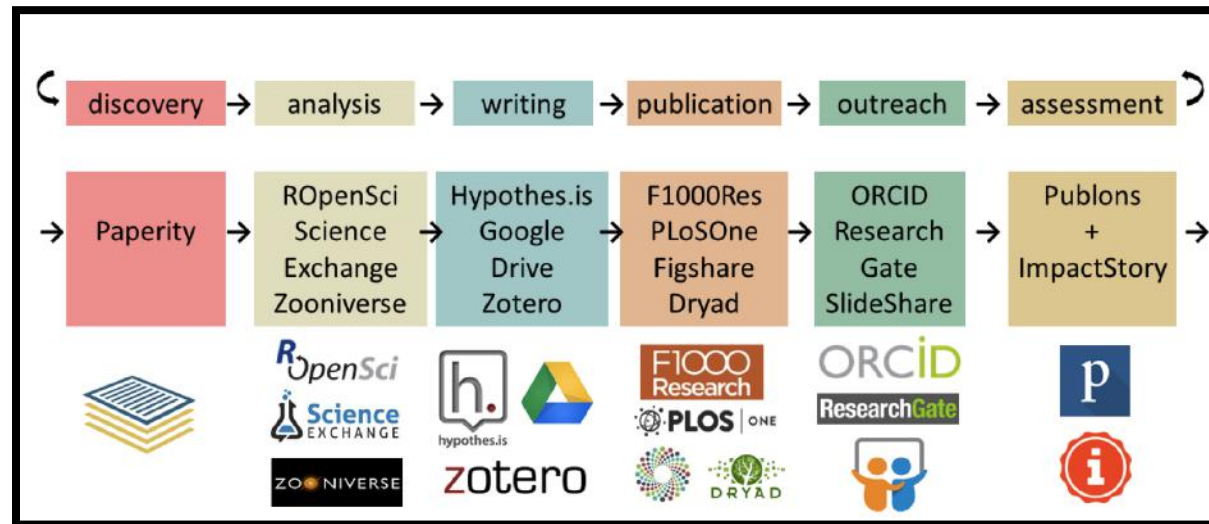 discovery → analysis → writing → publication → outreach → assessment
→ Paperity → ROpenSci
Science
Exchange
Zooniverse → Hypothes.is
Google
Drive
Zotero → F1000Res
PLoSOne
Figshare
Dryad → ORCID
Research
Gate
SlideShare → Publons
+
ImpactStory →
ROpenSci
Science
EXCHANGE
ZOONIVERSE
h.
hypothes.is
zotero
F1000
Research
PLOS | ONE
DRYAD
ORCID
ResearchGate
p
i